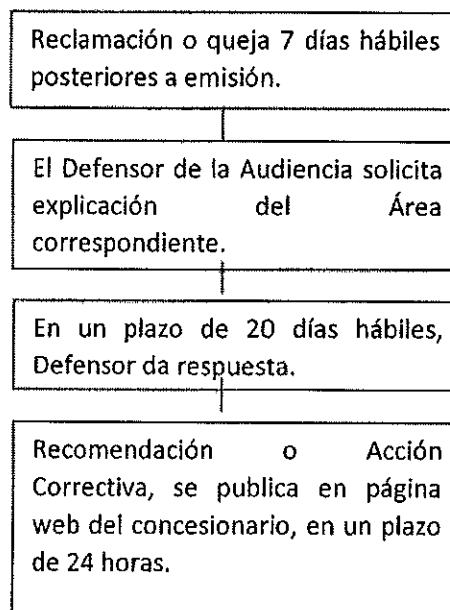 Reclamación o queja 7 días hábiles
posteriores a emisión.
El Defensor de la Audiencia solicita
explicación del Área
correspondiente.
En un plazo de 20 días hábiles,
Defensor da respuesta.
Recomendación o Acción
Correctiva, se publica en página
web del concesionario, en un plazo
de 24 horas.